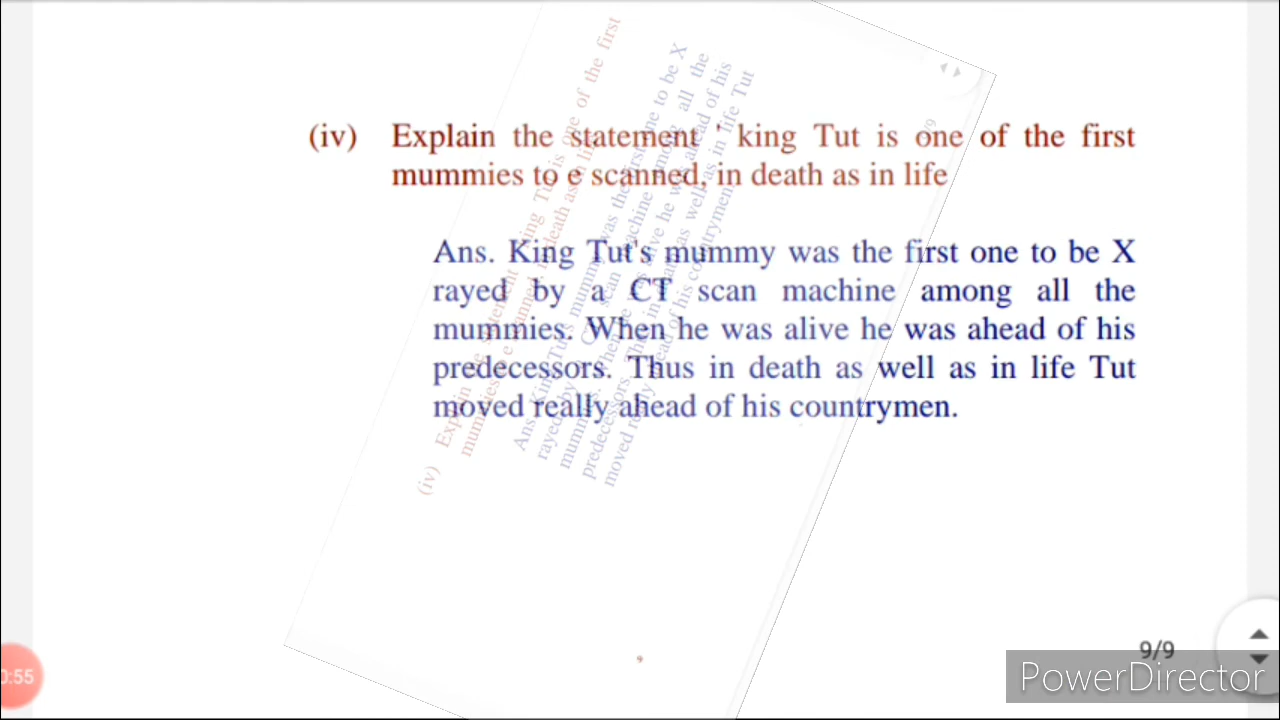 (iv) Explain the statement ' king Tut is one of the first
mummies to e scanned, in death as in life
Ans. King Tut's mummy was the first one to be X
rayed by a CT scan machine among all the
mummies. When he was alive he was ahead of his
predecessors. Thus in death as well as in life Tut
moved really ahead of his countrymen.
9
9/9
0:55
PowerDirector